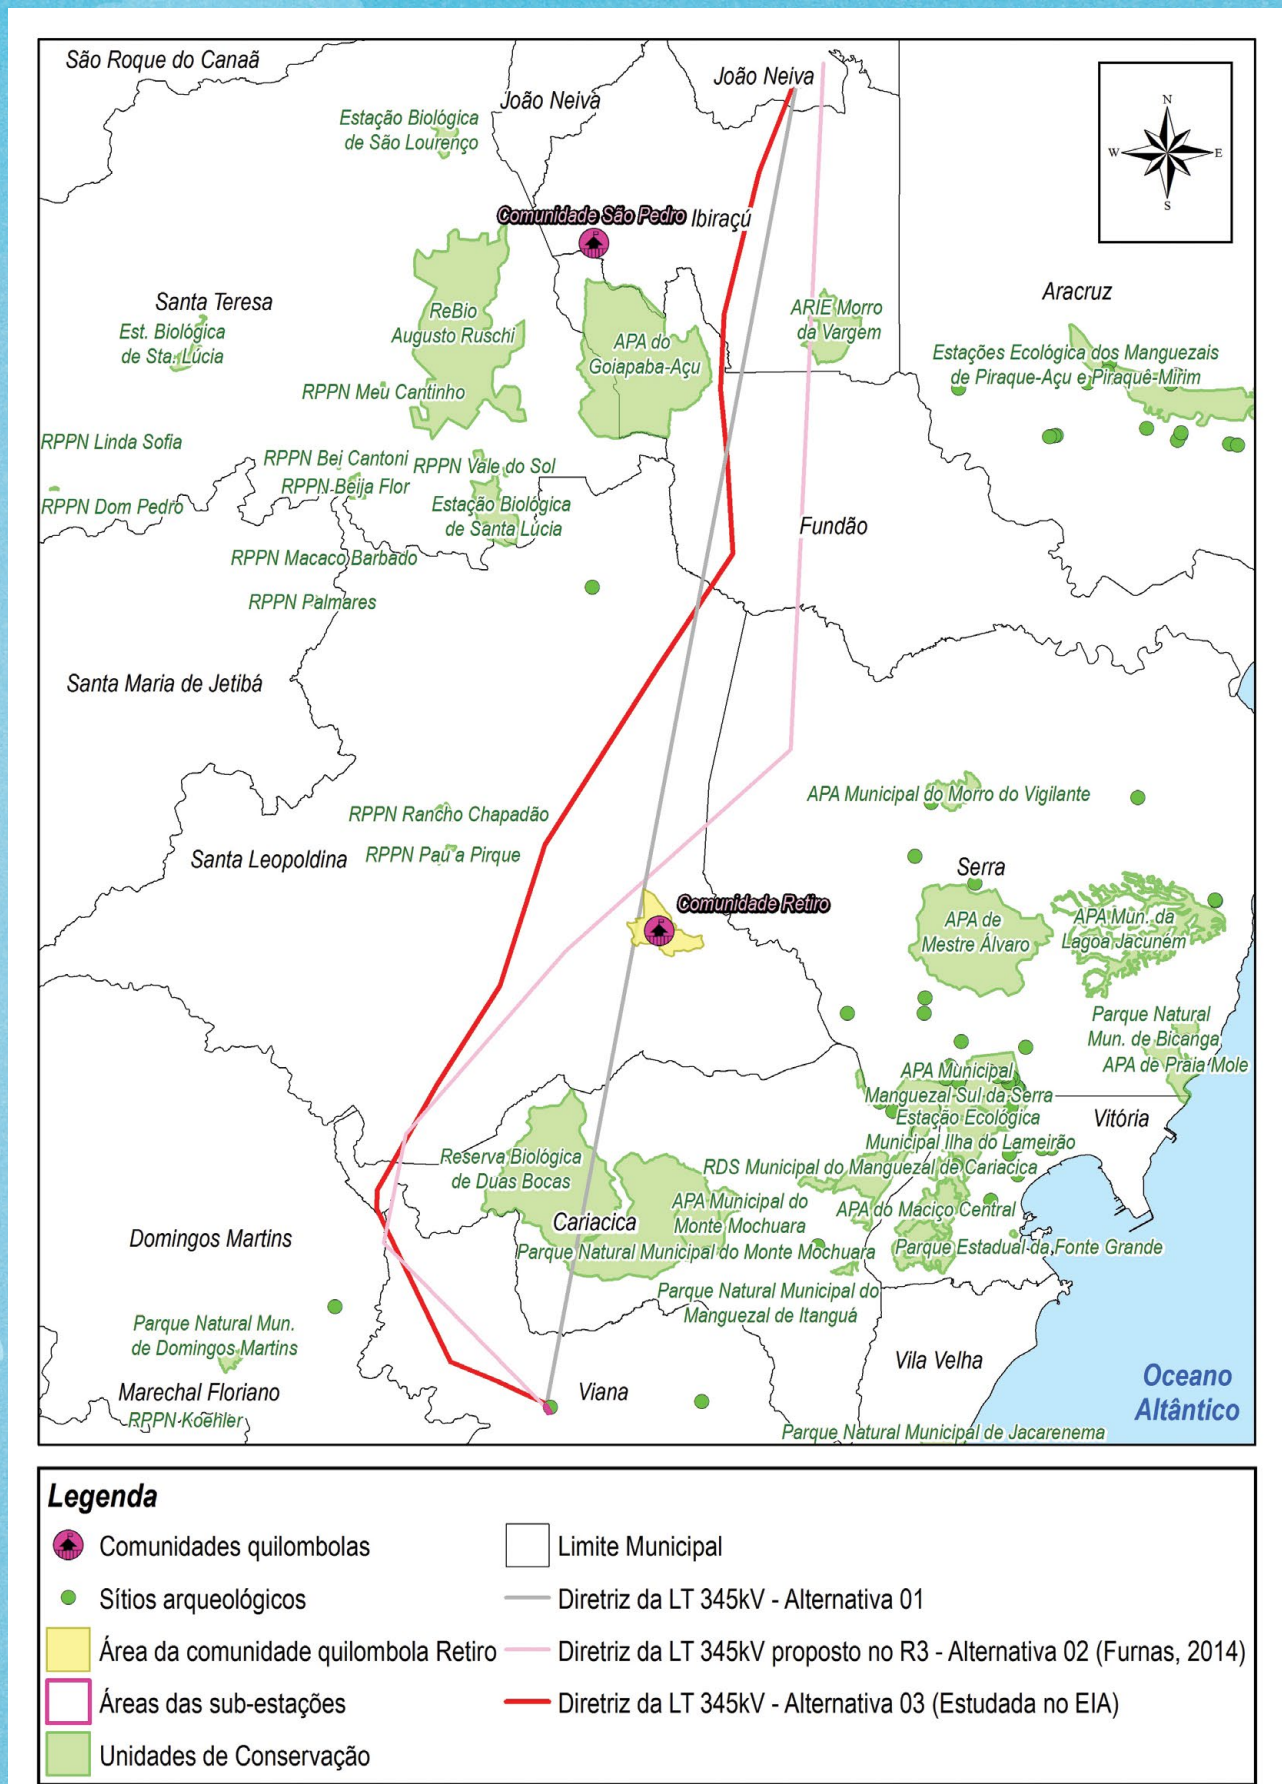 São Roque do Canaã
João Neiva
João Neiva
N
W
E
S
Estação Biológica
de São Lourenço
Comunidade São Pedro
Ibiraçú
Santa Teresa
Est. Biológica
de Sta. Lúcia
ReBio
Augusto Ruschi
APA do
Goiapaba-Açu
ARIE Morro
da Vargem
Aracruz
Estações Ecológica dos Manguezais
de Piraque-Açu e Piraquê-Mirim
RPPN Meu Cantinho
RPPN Linda Sofia
RPPN Bei Cantoni
RPPN Vale do Sol
RPPN Beija Flor
RPPN Dom Pedro
Estação Biológica
de Santa Lúcia
Fundão
RPPN Macaco Barbado
RPPN Palmares
Santa Maria de Jetibá
APA Municipal do Morro do Vigilante
RPPN Rancho Chapadão
Santa Leopoldina
RPPN Pau a Pirque
Serra
Comunidade Retiro
APA de
Mestre Álvaro
APA Mun. da
Lagoa Jacuném
Parque Natural
Mun. de Bicanga
APA de Praia Mole
APA Municipal
Manguezal Sul da Serra
Estação Ecológica
Municipal Ilha do Lameirão
Vitória
RDS Municipal do Manguezal de Cariacica
Reserva Biológica
de Duas Bocas
APA Municipal do
Monte Mochuara
APA do Maciço Central
Cariacica
Parque Natural Municipal do Monte Mochuara
Parque Estadual da Fonte Grande
Domingos Martins
Parque Natural Municipal do
Manguezal de Itanguá
Parque Natural Mun.
de Domingos Martins
Vila Velha
Marechal Floriano
Viana
Oceano
Altântico
RPPN Koehler
Parque Natural Municipal de Jacarenema
Legenda
Comunidades quilombolas
Sítios arqueológicos
Área da comunidade quilombola Retiro
Áreas das sub-estações
Unidades de Conservação
Limite Municipal
Diretriz da LT 345kV - Alternativa 01
Diretriz da LT 345kV proposto no R3 - Alternativa 02 (Furnas, 2014)
Diretriz da LT 345kV - Alternativa 03 (Estudada no EIA)